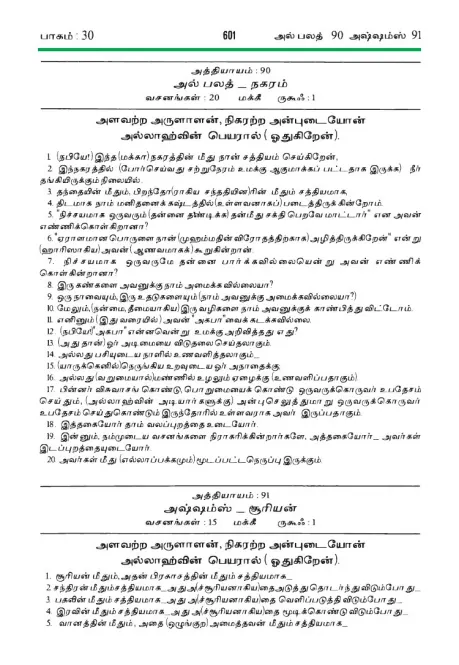 பாகம் : 30 601 அல் பலத் 90 அஷ்ஷம்ஸ் 91
அத்தியாயம் : 90
அல் பலத் _ நகரம்
வசனங்கள் : 20 மக்கீ ருகூஃ : 1
அளவற்ற அருளாளன், நிகரற்ற அன்புடையோன்
அல்லாஹ்வின் பெயரால் ( ஓதுகிறேன்).
1. (நபியே!) இந்த (மக்கா) நகரத்தின் மீது நான் சத்தியம் செய்கிறேன்,
2. இந்நகரத்தில் (போர்செய்வது சற்றுநேரம் உமக்கு ஆகுமாக்கப் பட்டதாக இருக்க) நீர்
தங்கியிருக்கும் நிலையில்.
3. தந்தையின் மீதும், பிறந்தோ(ராகிய சந்ததியின)ரின் மீதும் சத்தியமாக,
4. திடமாக நாம் மனிதனைக் கஷ்டத்தில் (உள்ளவனாகப்) படைத்திருக்கின்றோம்.
5. "நிச்சயமாக ஒருவரும் (தன்னை தண்டிக்க) தன்மீது சக்தி பெறவே மாட்டார்" என அவன்
எண்ணிக்கொள்கிறானா?
6."ஏராளமான பொருளை நான் (முஹம்மதின் விரோதத்திற்காக) அழித்திருக்கிறேன்" என்று
(ஹாரிஸாகிய) அவன் (ஆணவமாகக்) கூறுகின்றான்.
7. நிச்சயமாக ஒருவருமே தன்னை பார்க்கவில்லையென்று அவன் எண்ணிக்
கொள்கின்றானா?
8. இரு கண்களை அவனுக்கு நாம் அமைக்கவில்லையா?
9. ஒரு நாவையும், இரு உதடுகளையும் (நாம் அவனுக்கு அமைக்கவில்லையா?)
10. மேலும், (நன்மை, தீமையாகிய) இரு வழிகளை நாம் அவனுக்குக் காண்பித்து விட்டோம்.
11. எனினும் ( இதுவரையில் ) அவன் "அகபா"வைக் கடக்கவில்லை.
12. (நபியே!) "அகபா" என்னவென்று உமக்கு அறிவித்தது எது?
13. (அது தான்) ஓர் அடிமையை விடுதலை செய்தலாகும்.
14. அல்லது பசியுடைய நாளில் உணவளித்தலாகும்_
15. (யாருக்கெனில்) நெருங்கிய உறவுடைய ஓர் அநாதைக்கு.
16. அல்லது (வறுமையால்) மண்ணில் உழலும் ஏழைக்கு (உணவளிப்பதாகும்).
17. பின்னர் விசுவாசங் கொண்டு, பொறுமையைக் கொண்டு ஒருவருக்கொருவர் உபதேசம்
செய்தும், (அல்லாஹ்வின் அடியார்களுக்கு) அன்பு செலுத்துமாறு ஒருவருக்கொருவர்
உபதேசம் செய்து கொண்டும் இருந்தோரில் உள்ளவராக அவர் இருப்பதாகும்.
18. இத்தகையோர் தாம் வலப்புறத்தை உடையோர்.
19. இன்னும், நம்முடைய வசனங்களை நிராகரிக்கின்றார்களே, அத்தகையோர்_ அவர்கள்
இடப்புறத்தையுடையோர்.
20. அவர்கள் மீது (எல்லாப்பக்கமும்) மூடப்பட்ட நெருப்பு இருக்கும்.
அத்தியாயம் : 91
அஷ்ஷம்ஸ் _ சூரியன்
வசனங்கள் : 15 மக்கீ ருகூஃ : 1
அளவற்ற அருளாளன், நிகரற்ற அன்புடையோன்
அல்லாஹ்வின் பெயரால் ( ஓதுகிறேன்).
1. சூரியன் மீதும், அதன் பிரகாசத்தின் மீதும் சத்தியமாக_
2. சந்திரன் மீதும் சத்தியமாக_அது அ(ச்சூரியனாகிய)தை அடுத்து தொடர்ந்து விடும்போது_
3. பகலின் மீதும் சத்தியமாக_அது அ(ச்சூரியனாகிய)தை வெளிப்படுத்தி விடும்போது_
4. இரவின் மீதும் சத்தியமாக_அது அ(ச்சூரியனாகிய)தை மூடிக்கொண்டு விடும்போது_
5. வானத்தின் மீதும் , அதை (ஒழுங்குற) அமைத்தவன் மீதும் சத்தியமாக_